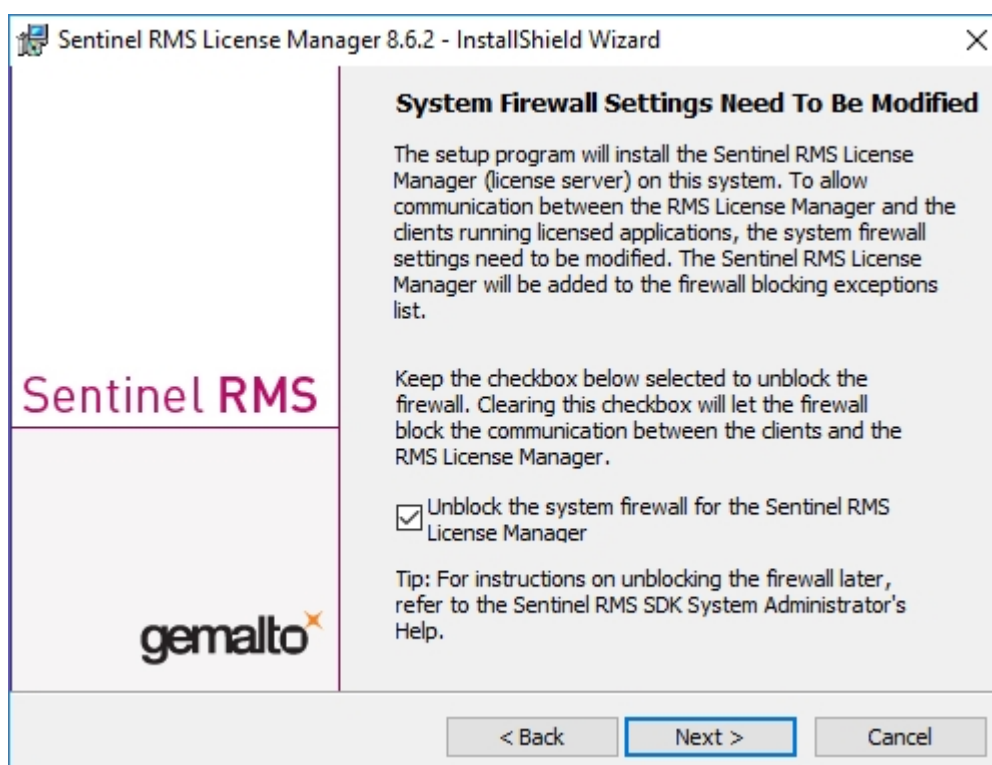 Sentinel RMS License Manager 8.6.2 - InstallShield Wizard
System Firewall Settings Need To Be Modified
The setup program will install the Sentinel RMS License
Manager (license server) on this system. To allow
communication between the RMS License Manager and the
clients running licensed applications, the system firewall
settings need to be modified. The Sentinel RMS License
Manager will be added to the firewall blocking exceptions
list.
Keep the checkbox below selected to unblock the
firewall. Clearing this checkbox will let the firewall
block the communication between the clients and the
RMS License Manager.
Unblock the system firewall for the Sentinel RMS
License Manager
Tip: For instructions on unblocking the firewall later,
refer to the Sentinel RMS SDK System Administrator's
Help.
Sentinel RMS
gemalto
< Back
Next >
Cancel